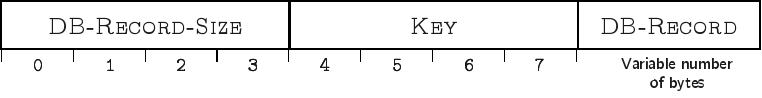 DB-Record-Size Key DB-Record
0 1 2 3 4 5 6 7 Variable number
of bytes